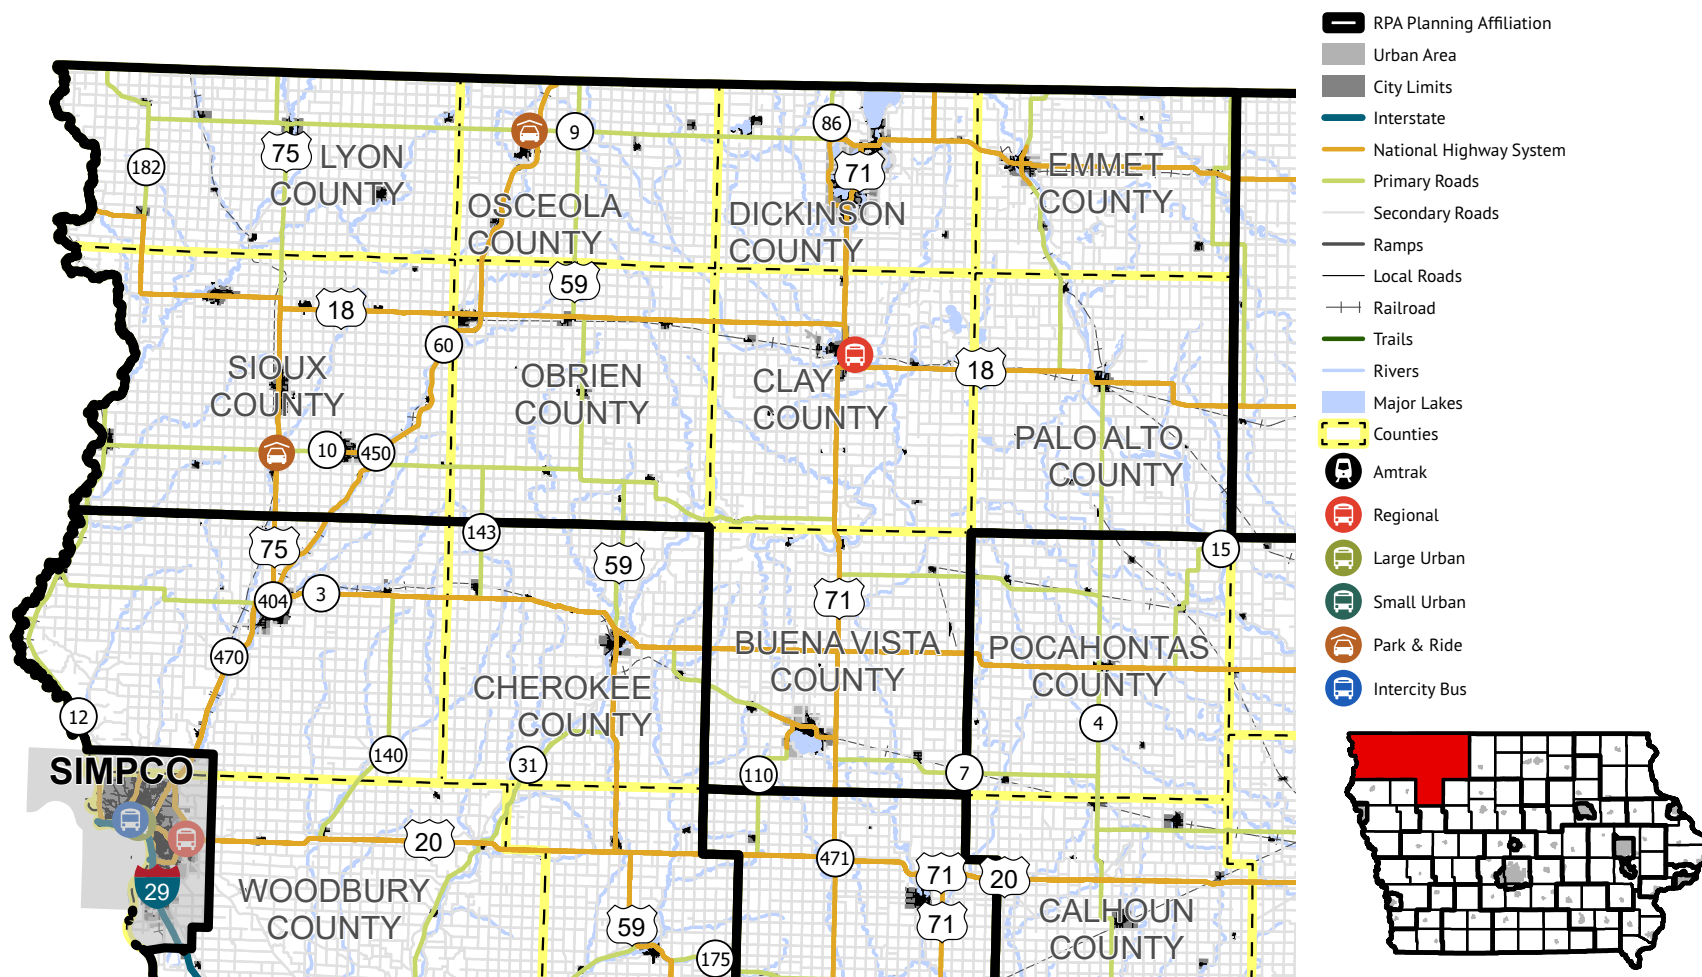 RPA Planning Affiliation
Urban Area
City Limits
Interstate
National Highway System
Primary Roads
Secondary Roads
Ramps
Local Roads
Railroad
Trails
Rivers
Major Lakes
Counties
Amtrak
Regional
Large Urban
Small Urban
Park & Ride
Intercity Bus
182
75
LYON
COUNTY
9
OSCEOLA
COUNTY
86
71
DICKINSON
COUNTY
EMMET
COUNTY
59
18
60
SIOUX
COUNTY
OBRIEN
COUNTY
CLAY
COUNTY
18
PALO ALTO
COUNTY
10
450
75
143
59
15
404
3
71
470
BUENA VISTA
COUNTY
POCAHONTAS
COUNTY
CHEROKEE
COUNTY
12
4
140
31
110
7
SIMPCO
20
471
71
20
29
WOODBURY
COUNTY
59
71
CALHOUN
COUNTY
175